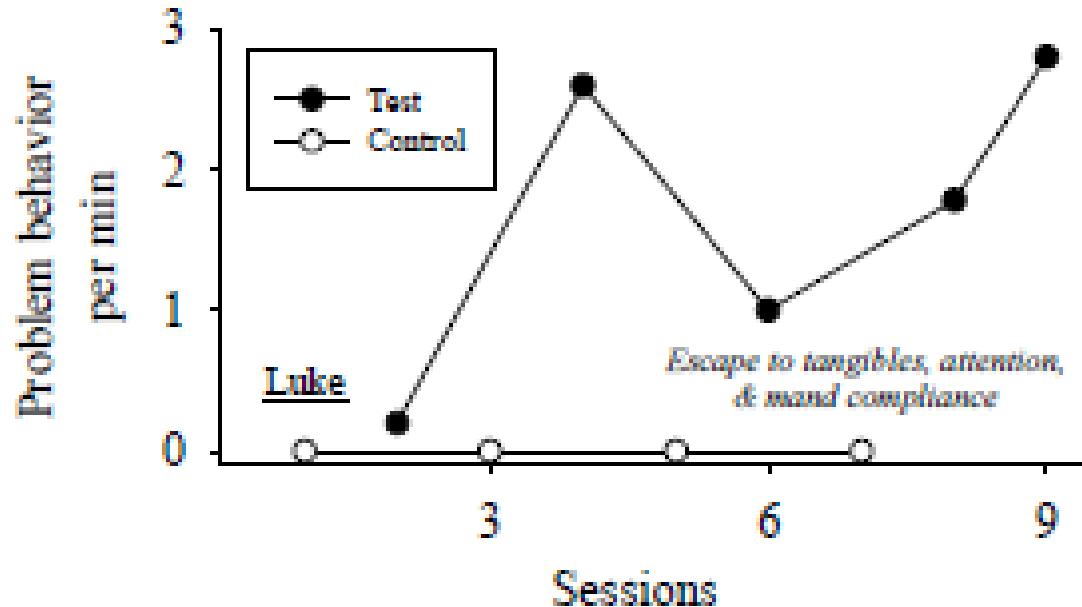 Problem behavior
per min
3
2
1
0
Test
Control
Luke
Escape to tangibles, attention,
& mand compliance
3
6
9
Sessions